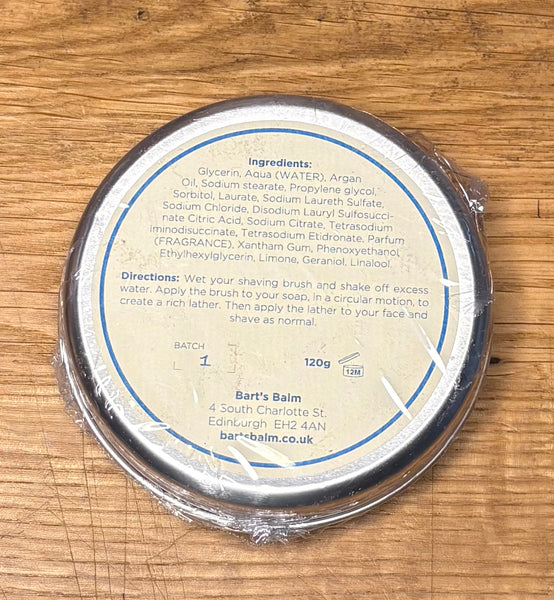 Ingredients:
Glycerin, Aqua (WATER), Argan
Oil, Sodium stearate, Propylene glycol,
Sorbitol, Laurate, Sodium Laureth Sulfate,
Sodium Chloride, Disodium Lauryl Sulfosucci-
nate Citric Acid, Sodium Citrate, Tetrasodium
Iminodisuccinate, Tetrasodium Etidronate, Parfum
(FRAGRANCE), Xantham Gum, Phenoxyethanol
Ethylhexylglycerin, Limone, Geraniol, Linalool.
Directions: Wet your shaving brush and shake off excess
water. Apply the brush to your soap, in a circular motion, to
create a rich lather. Then apply the lather to your face and
shave as normal.
BATCH
1
120g
12M
Bart's Balm
4 South Charlotte St.
Edinburgh EH2 4AN
bartsbalm.co.uk